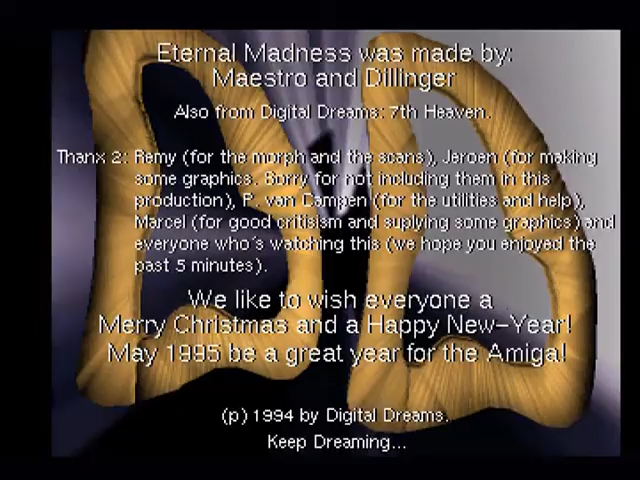 Eternal Madness was made by:
Maestro and Dillinger
Also from Digital Dreams: 7th Heaven.
Thanx 2: Remy (for the morph and the scans), Jeroen (for making
some graphics. Sorry for not including them in this
production), P. van Campen (for the utilities and help),
Marcel (for good critisism and suplying some graphics) and
everyone who's watching this (we hope you enjoyed the
past 5 minutes).
We like to wish everyone a
Merry Christmas and a Happy New-Year!
May 1995 be a great year for the Amiga!
(p) 1994 by Digital Dreams.
Keep Dreaming...